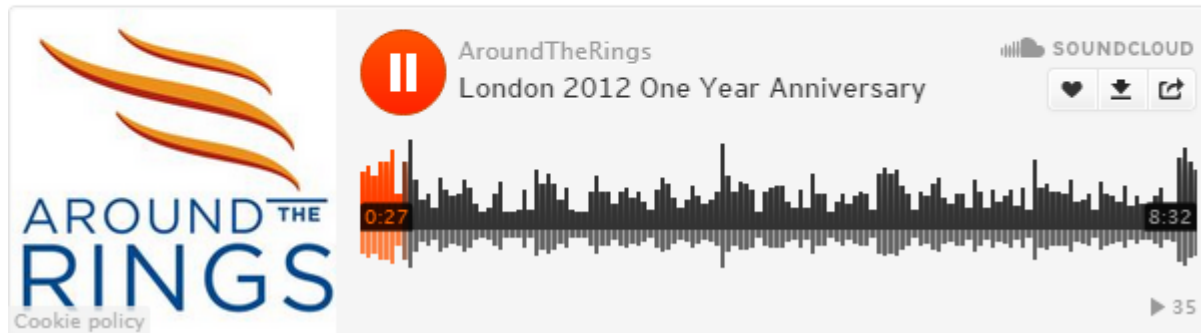 AROUND THE
RINGS
Cookie policy
AroundTheRings
London 2012 One Year Anniversary
SOUNDCLOUD
0:27
8:32
35